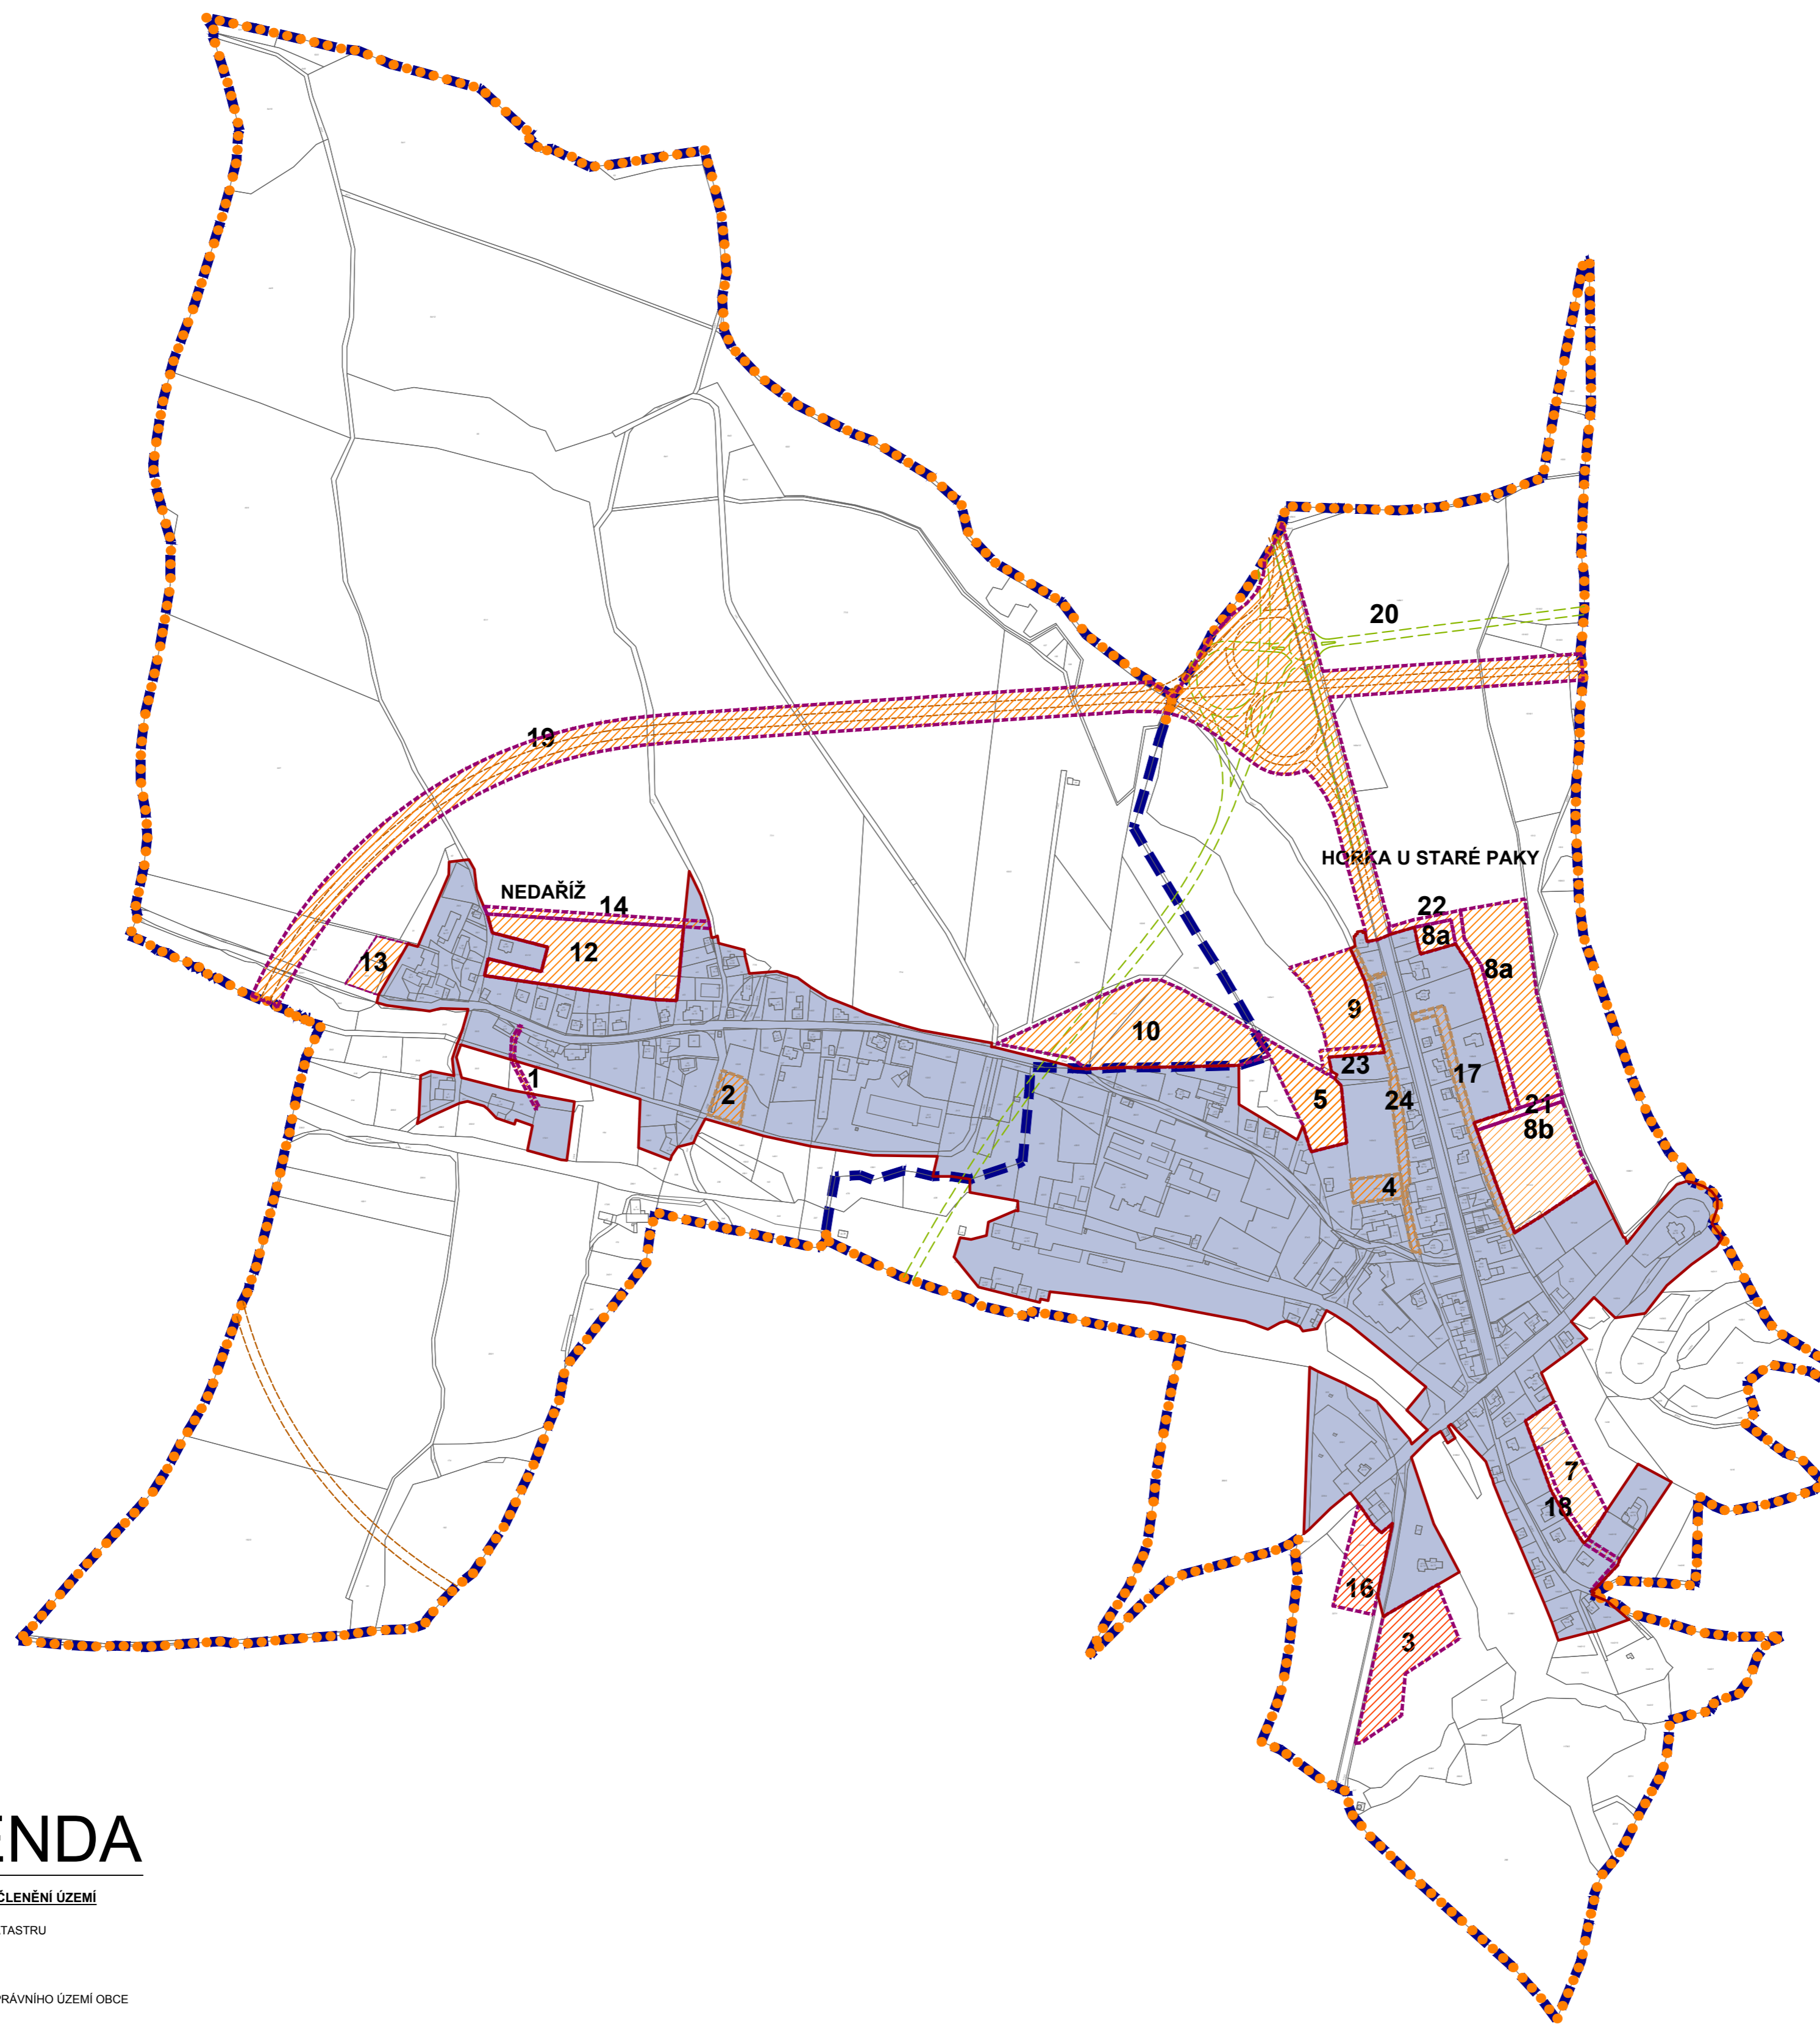 20
19
HORKA U STARÉ PAKY
NEDAŘÍŽ
14
22
8a
12
13
8a
9
10
23
17
1
5
24
2
21
8b
4
7
18
16
3
ENDA
ČLENĚNÍ ÚZEMÍ
TASTRU
PRÁVNÍHO ÚZEMÍ OBCE